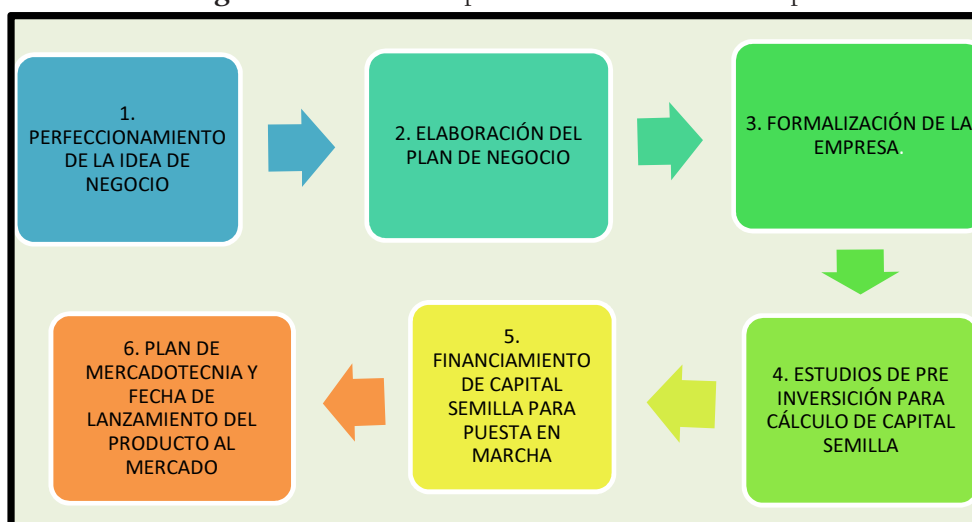 1.
PERFECCIONAMIENTO
DE LA IDEA DE
NEGOCIO
2. ELABORACIÓN DEL
PLAN DE NEGOCIO
3. FORMALIZACIÓN DE LA
EMPRESA.
4. ESTUDIOS DE PRE
INVERSICIÓN PARA
CÁLCULO DE CAPITAL
SEMILLA
5.
FINANCIAMIENTO
DE CAPITAL
SEMILLA PARA
PUESTA EN
MARCHA
6. PLAN DE
MERCADOTECNIA Y
FECHA DE
LANZAMIENTO DEL
PRODUCTO AL
MERCADO